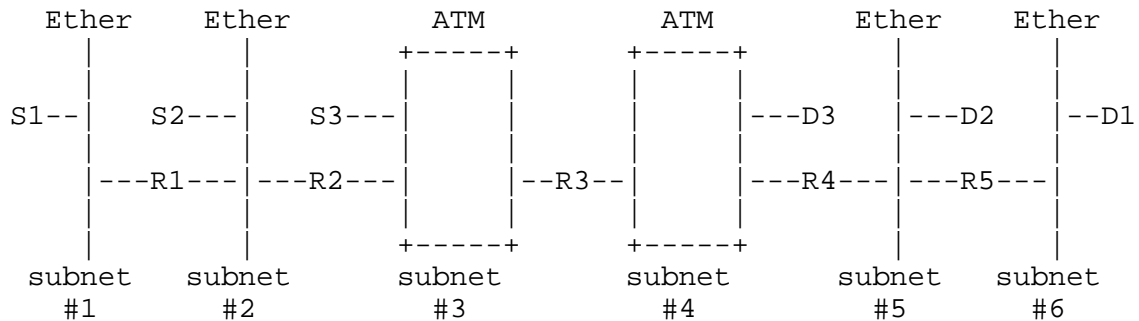 Ether Ether ATM ATM Ether Ether
S1 S2 S3 D3 D2 D1
R1 R2 R3 R4 R5
subnet subnet subnet subnet subnet subnet
#1 #2 #3 #4 #5 #6